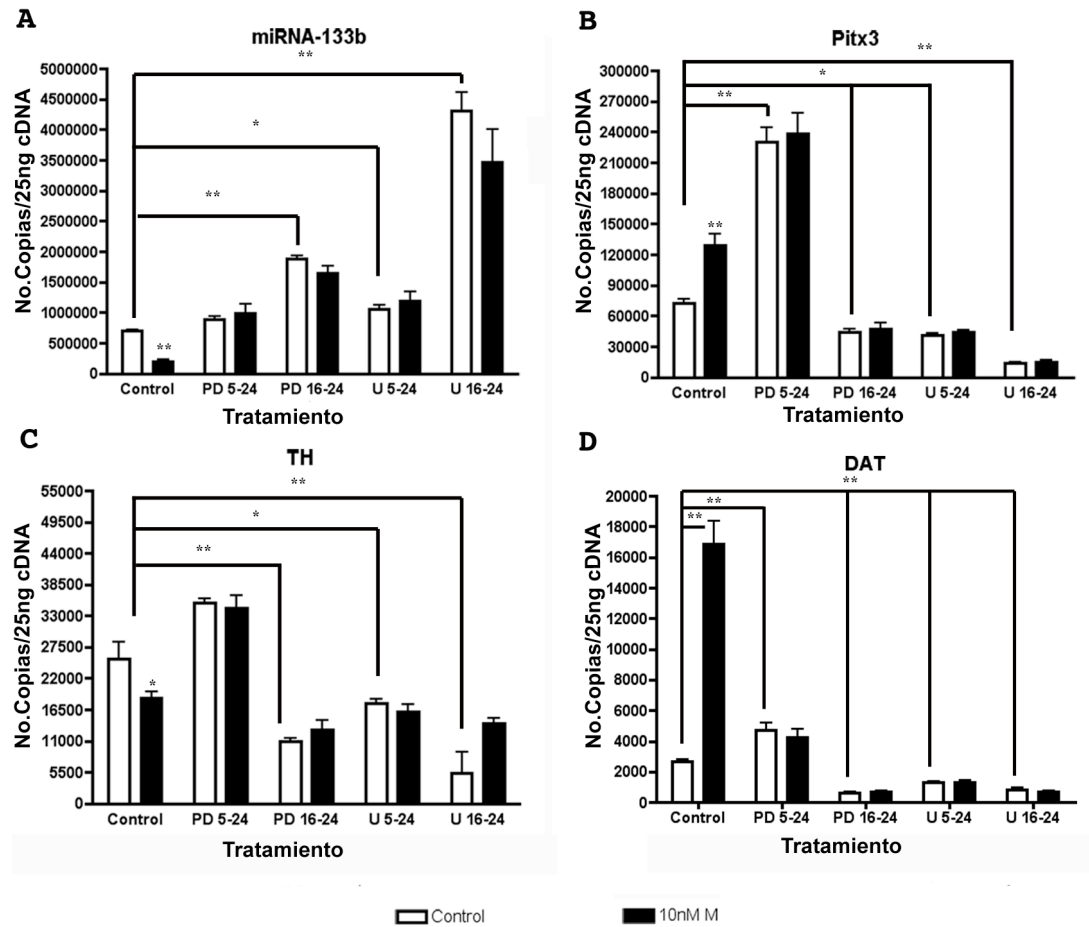 A
miRNA-133b
**
*
**
**
No.Copias/25ng cDNA
5000000
4500000
4000000
3500000
3000000
2500000
2000000
1500000
1000000
500000
0
Control PD 5-24 PD 16-24 U 5-24 U 16-24
Tratamiento
B
Pitx3
**
*
**
**
No.Copias/25ng cDNA
300000
270000
240000
210000
180000
150000
120000
90000
60000
30000
0
Control PD 5-24 PD 16-24 U 5-24 U 16-24
Tratamiento
C
TH
**
*
**
*
No.Copias/25ng cDNA
55000
49500
44000
38500
33000
27500
22000
16500
11000
5500
0
Control PD 5-24 PD 16-24 U 5-24 U 16-24
Tratamiento
D
DAT
**
**
**
No.Copias/25ng cDNA
20000
18000
16000
14000
12000
10000
8000
6000
4000
2000
0
Control PD 5-24 PD 16-24 U 5-24 U 16-24
Tratamiento
Control 10nM M